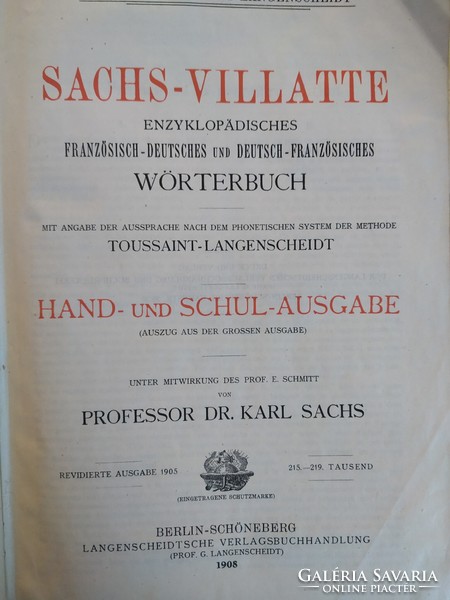 LANGENSCHEIDT
SACHS-VILLATTE
ENZYKLOPÄDISCHES
FRANZÖSISCH-DEUTSCHES UND DEUTSCH-FRANZÖSISCHES
WÖRTERBUCH
MIT ANGABE DER AUSSPRACHE NACH DEM PHONETISCHEN SYSTEM DER METHODE
TOUSSAINT-LANGENSCHEIDT
HAND- UND SCHUL-AUSGABE
(AUSZUG AUS DER GROSSEN AUSGABE)
UNTER MITWIRKUNG DES PROF. E. SCHMITT
VON
PROFESSOR DR. KARL SACHS
REVIDIERTE AUSGABE 1905
215.—219. TAUSEND
(EINGETRAGENE SCHUTZMARKE)
BERLIN-SCHÖNEBERG
LANGENSCHEIDTSCHE VERLAGSBUCHHANDLUNG
(PROF. G. LANGENSCHEIDT)
1908
GALÉRIA SAVARIA
ONLINE PIACTÉR